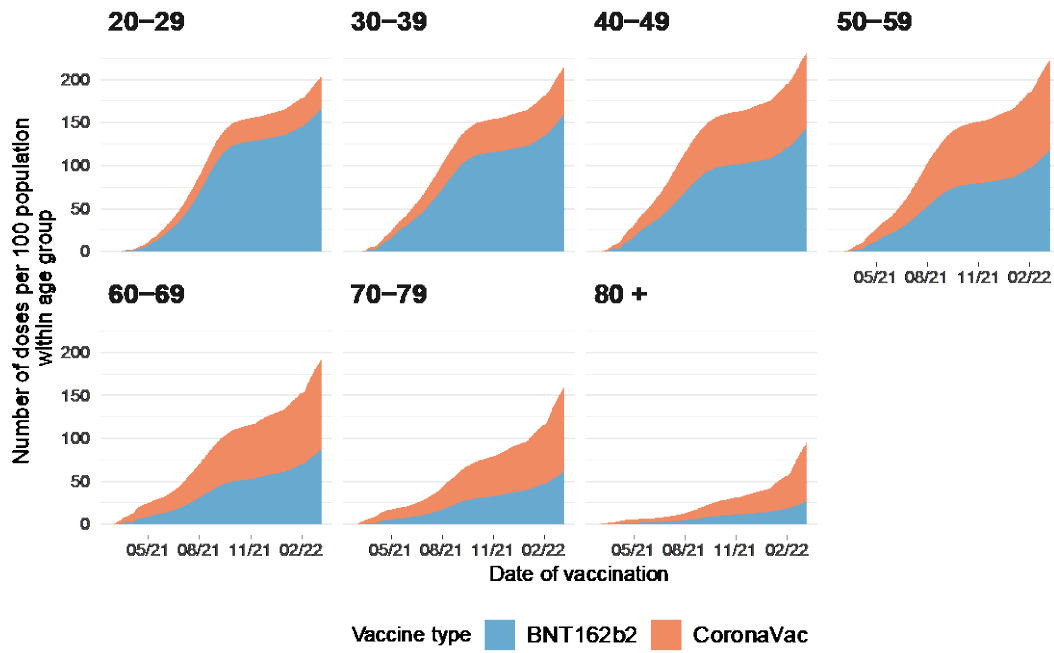 20−29 30−39 40−49 50−59
200
150
100
50
0
05/21 08/21 11/21 02/22
60−69 70−79 80 +
200
150
100
50
0
05/21 08/21 11/21 02/22 05/21 08/21 11/21 02/22 05/21 08/21 11/21 02/22
Number of doses per 100 population
within age group
Date of vaccination
Vaccine type BNT162b2 CoronaVac